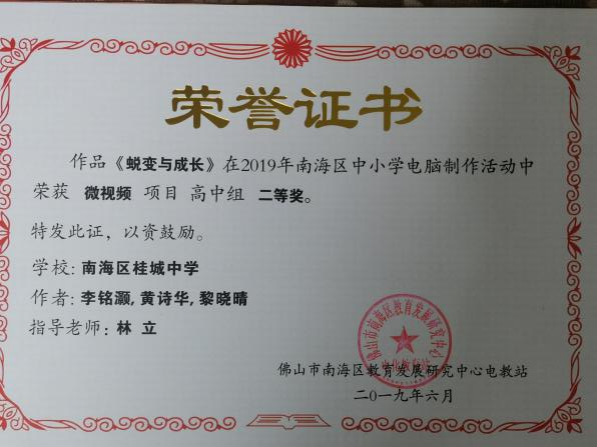 荣誉证书
作品《蜕变与成长》在2019年南海区中小学电脑制作活动中
荣获 微视频 项目 高中组 二等奖。
特发此证，以资鼓励。
学校：南海区桂城中学
作者：李铭灏,黄诗华,黎晓晴
指导老师：林 立
佛山市南海区教育发展研究中心
佛山市南海区教育发展研究中心电教站
二〇一九年六月